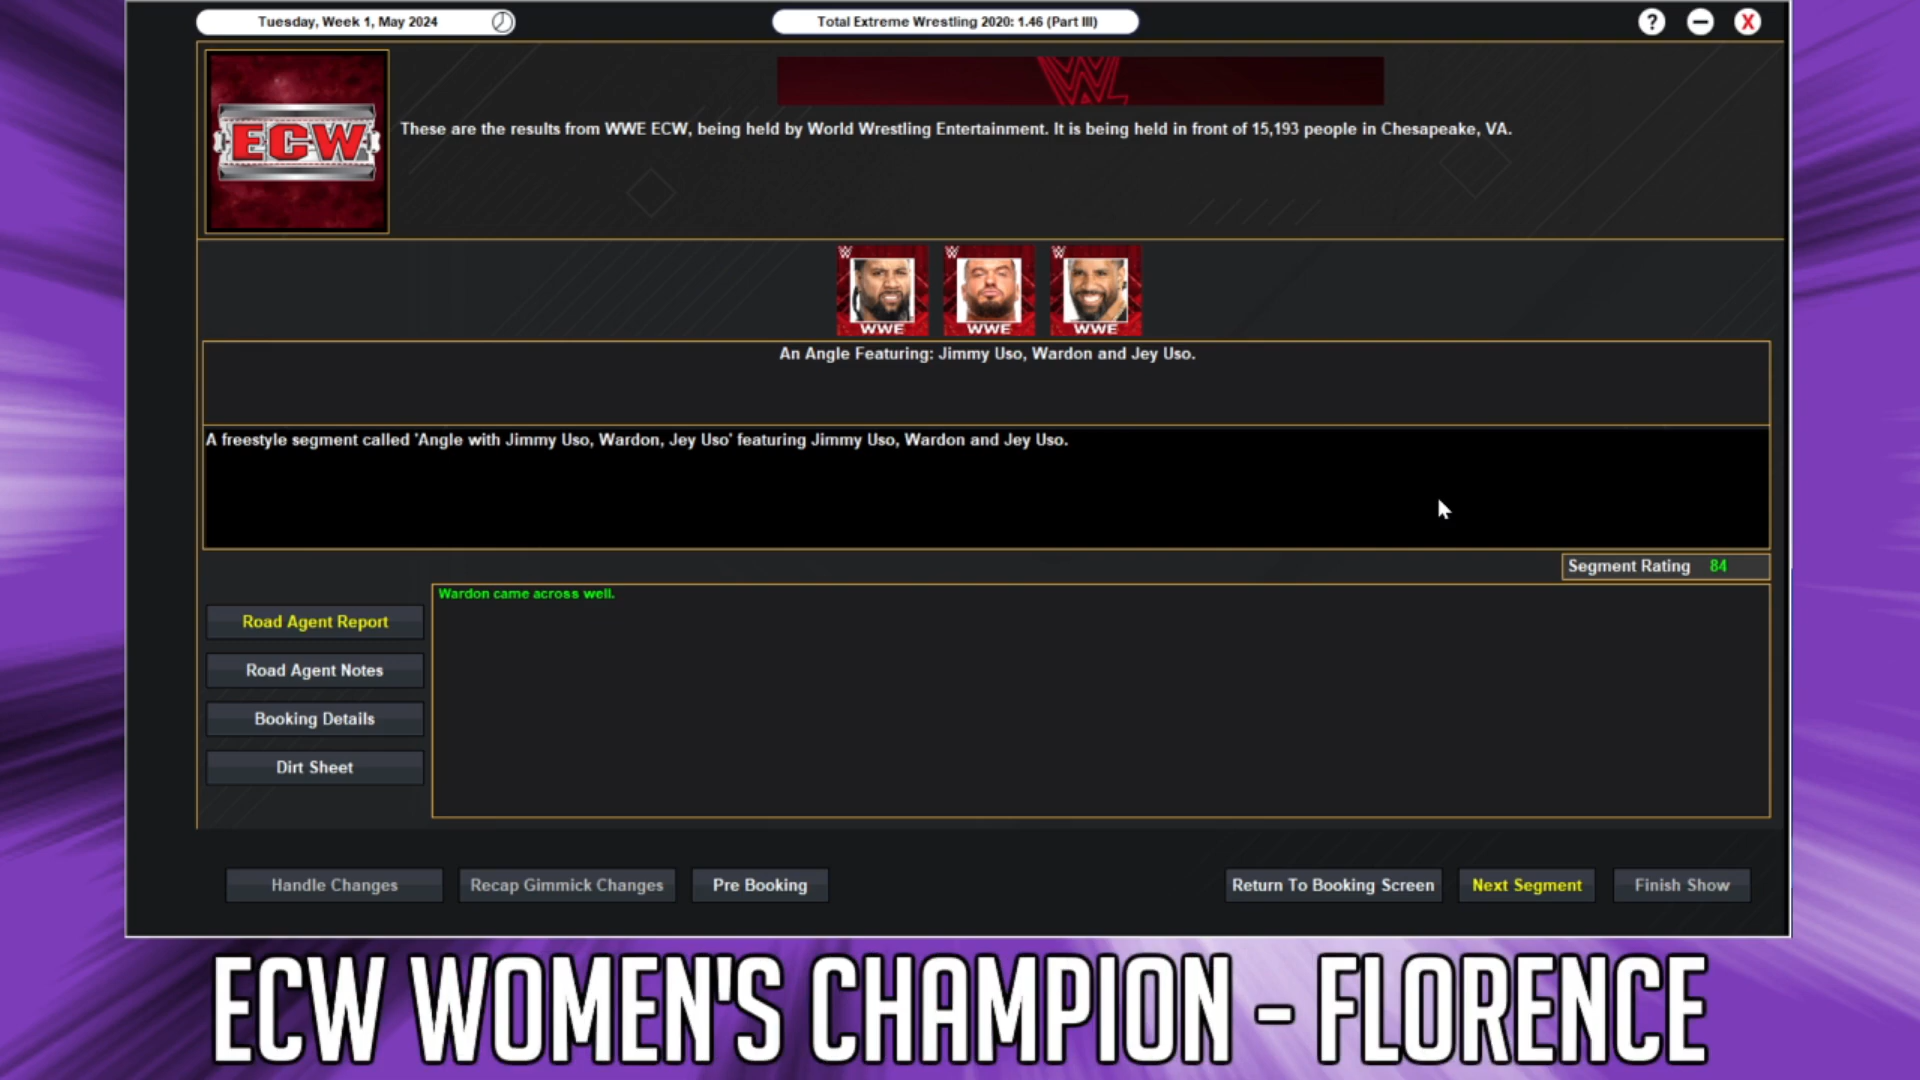 Tuesday, Week 1, May 2024
Total Extreme Wrestling 2020: 1.46 (Part III)
?
X
ECW
W
These are the results from WWE ECW, being held by World Wrestling Entertainment. It is being held in front of 15,193 people in Chesapeake, VA.
W W W
WWE WWE WWE
An Angle Featuring: Jimmy Uso, Wardon and Jey Uso.
A freestyle segment called 'Angle with Jimmy Uso, Wardon, Jey Uso' featuring Jimmy Uso, Wardon and Jey Uso.
Segment Rating 84
Wardon came across well.
Road Agent Report
Road Agent Notes
Booking Details
Dirt Sheet
Handle Changes
Recap Gimmick Changes
Pre Booking
Return To Booking Screen
Next Segment
Finish Show
ECW WOMEN'S CHAMPION - FLORENCE